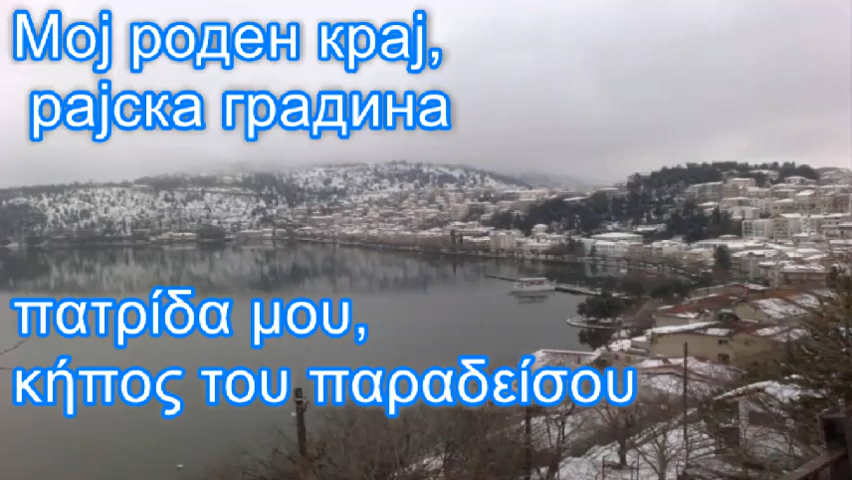 Мој роден крај,
рајска градина
πατρίδα μου,
κήπος του παραδείσου